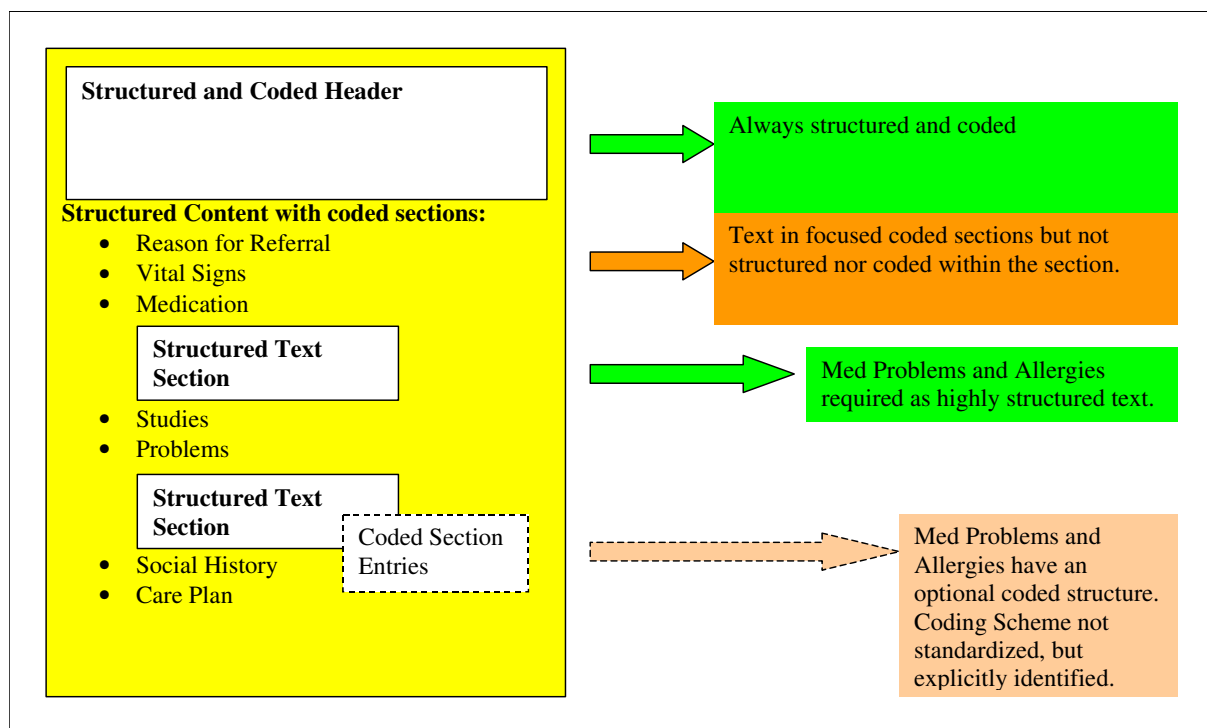 Structured and Coded Header
Structured Content with coded sections:
• Reason for Referral
• Vital Signs
• Medication
Structured Text
Section
• Studies
• Problems
Structured Text
Section
Coded Section
Entries
• Social History
• Care Plan
Always structured and coded
Text in focused coded sections but not
structured nor coded within the section.
Med Problems and Allergies
required as highly structured text.
Med Problems and
Allergies have an
optional coded structure.
Coding Scheme not
standardized, but
explicitly identified.